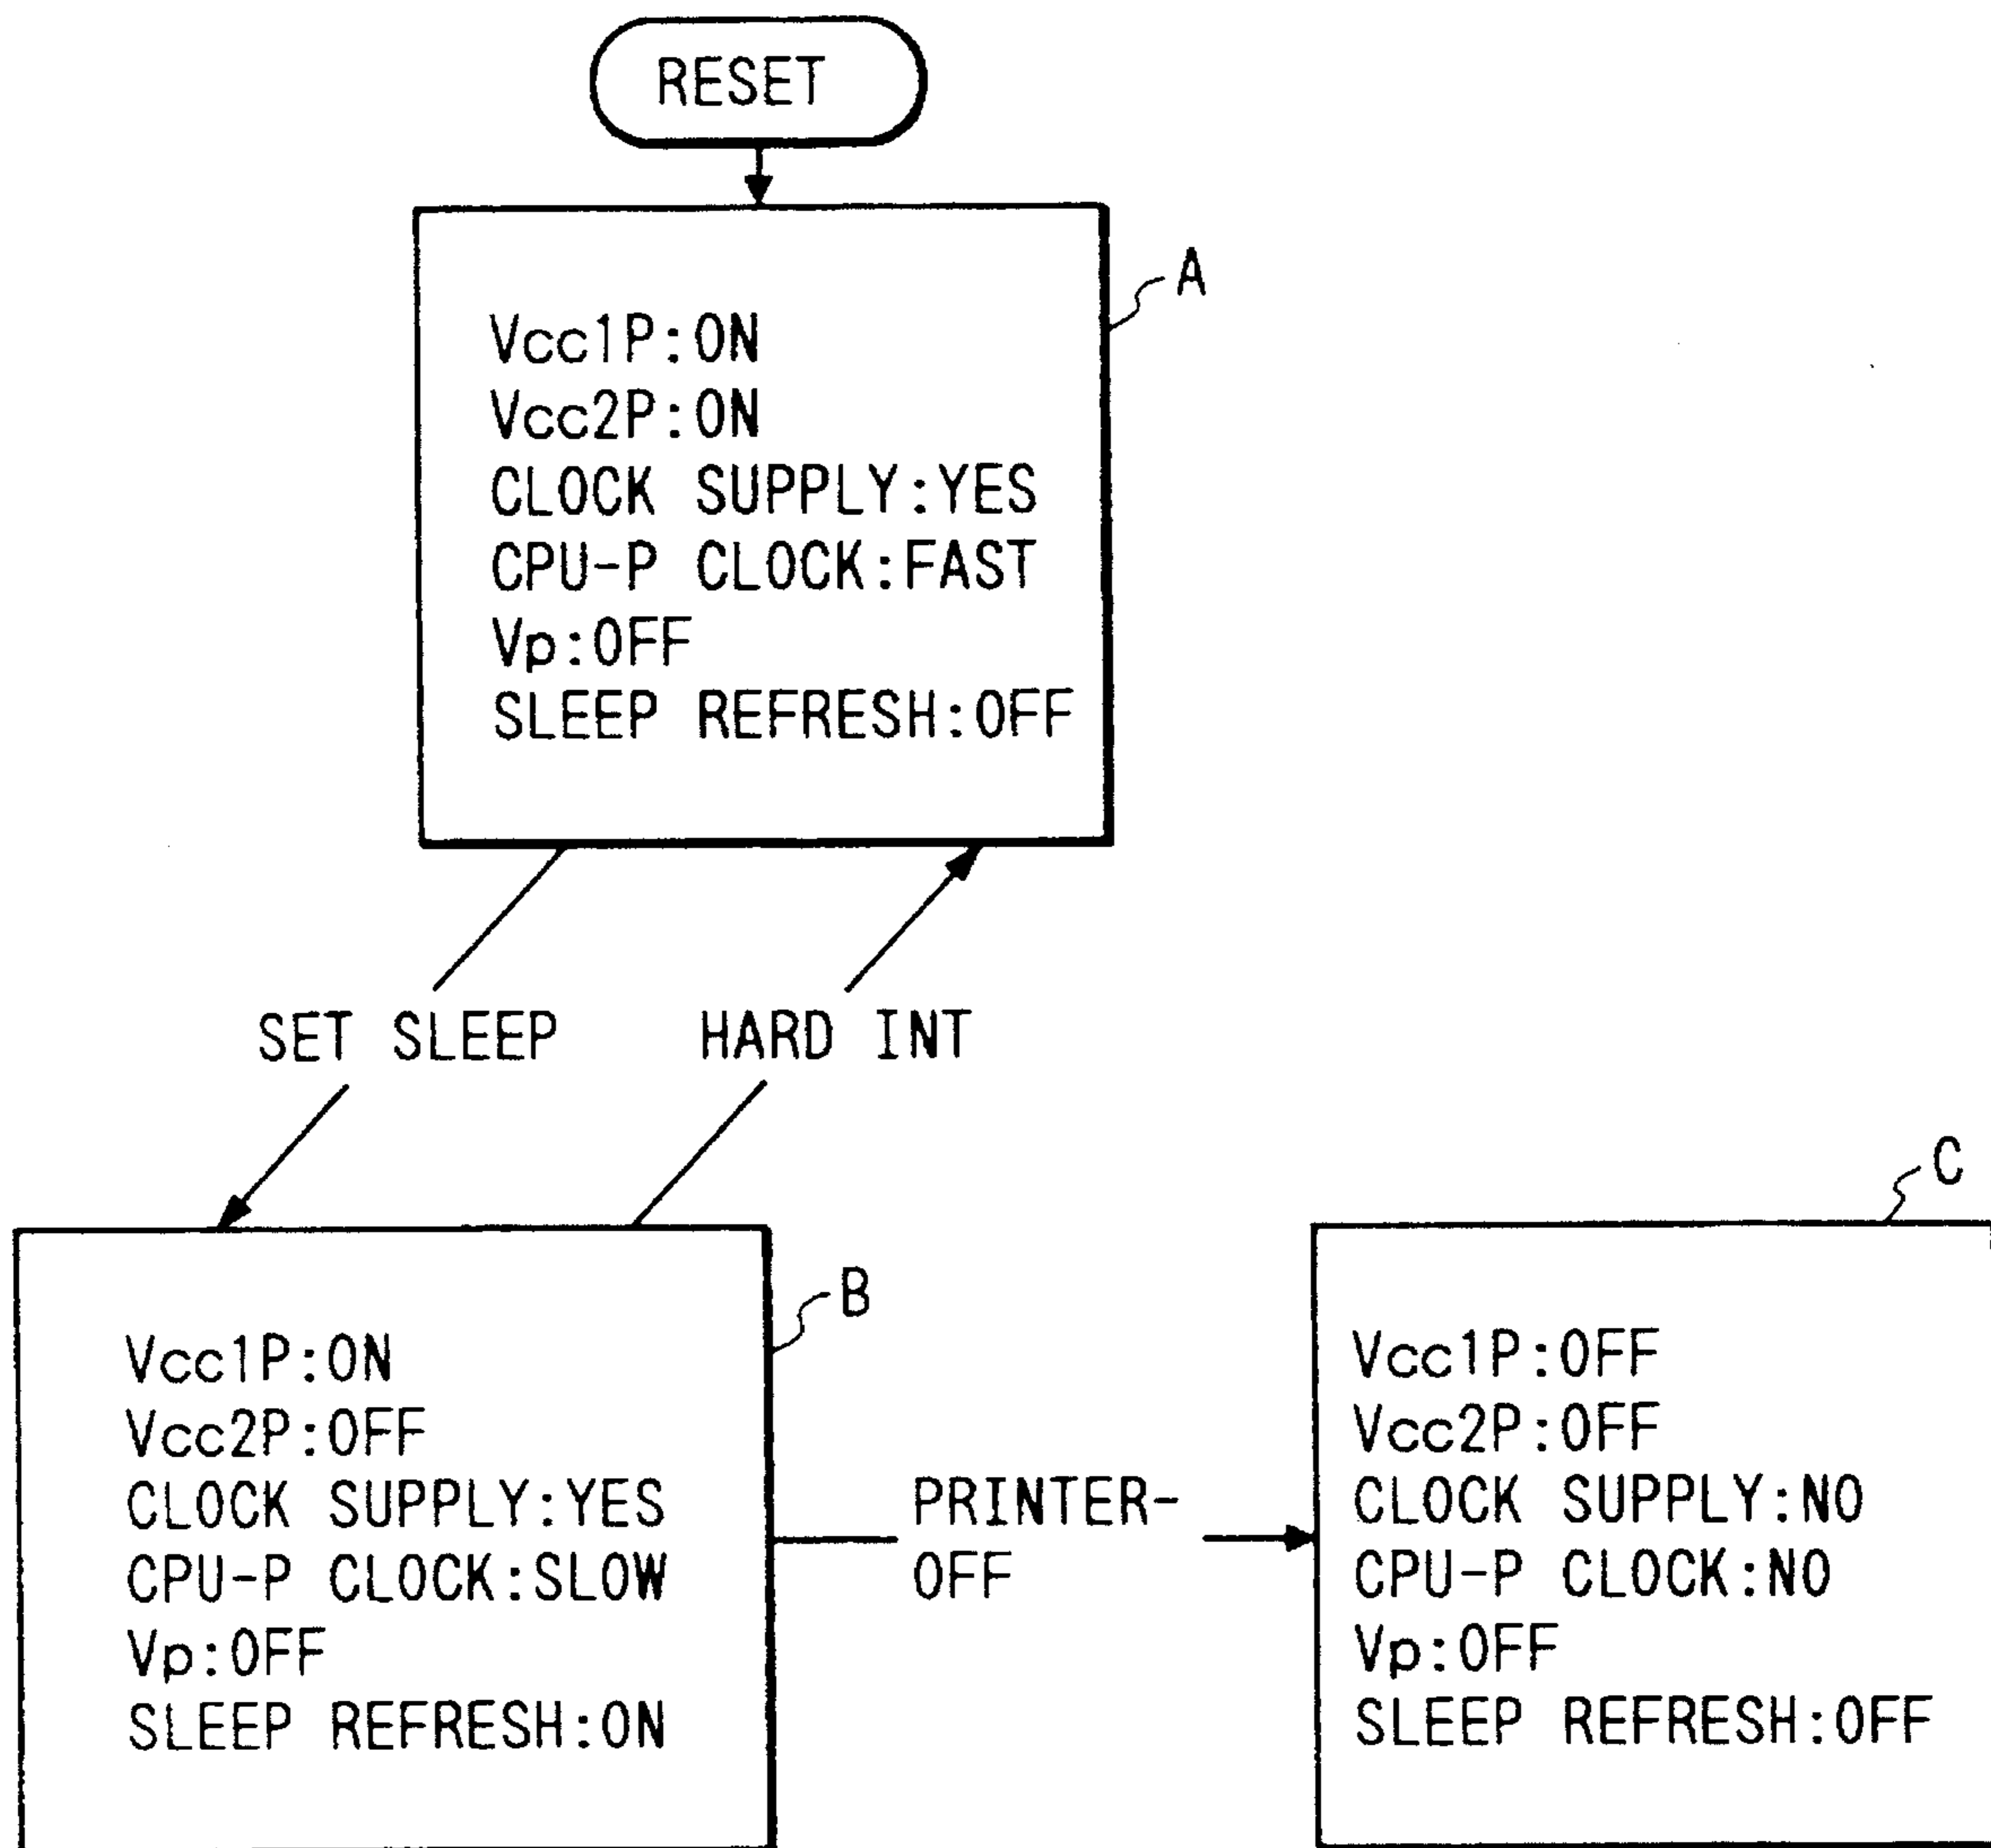 RESET
A
Vcc1P:ON
Vcc2P:ON
CLOCK SUPPLY:YES
CPU-P CLOCK:FAST
Vp:OFF
SLEEP REFRESH:OFF
SET SLEEP
HARD INT
B
Vcc1P:ON
Vcc2P:OFF
CLOCK SUPPLY:YES
CPU-P CLOCK:SLOW
Vp:OFF
SLEEP REFRESH:ON
PRINTER-
OFF
C
Vcc1P:OFF
Vcc2P:OFF
CLOCK SUPPLY:NO
CPU-P CLOCK:NO
Vp:OFF
SLEEP REFRESH:OFF